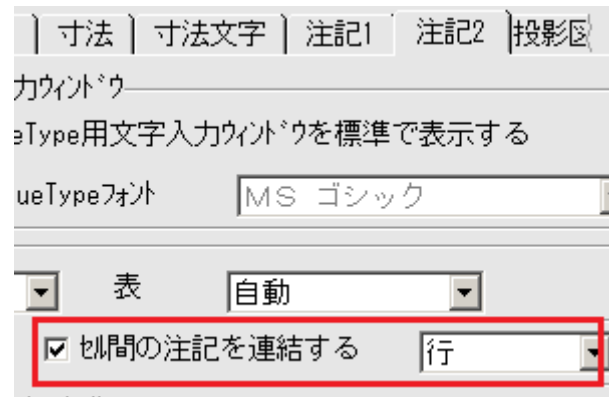 寸法 寸法文字 注記1 注記2 投影図
力ｳｨﾝﾄﾞｳ
eType用文字入力ｳｨﾝﾄﾞｳを標準で表示する
ueTypeﾌｫﾝﾄ ＭＳ ゴシック
表 自動
ｾﾙ間の注記を連結する 行